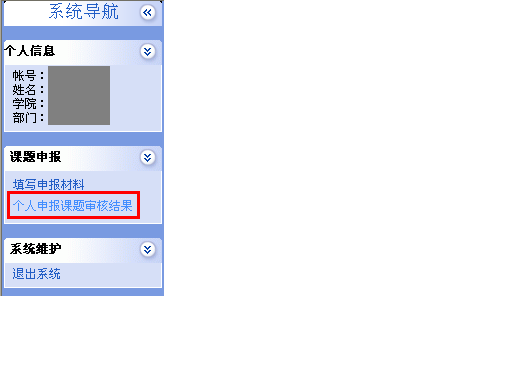 系统导航
个人信息
帐号：
姓名：
学院：
部门：
课题申报
填写申报材料
个人申报课题审核结果
系统维护
退出系统